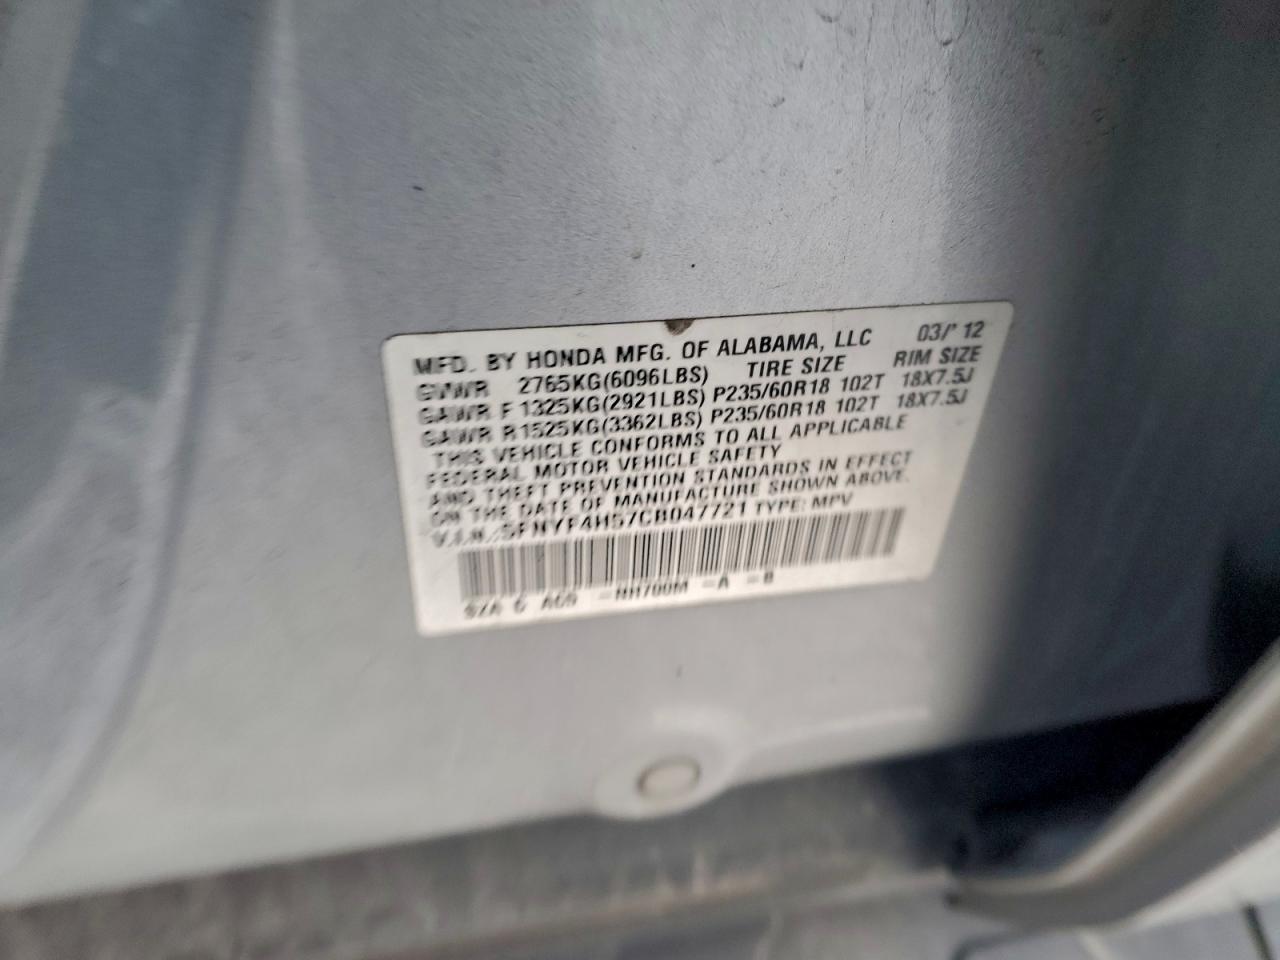 MFD. BY HONDA MFG. OF ALABAMA, LLC 03/' 12
GVWR 2765KG(6096LBS) TIRE SIZE RIM SIZE
GAWR F 1325KG(2921LBS) P235/60R18 102T 18X7.5J
GAWR R 1525KG(3362LBS) P235/60R18 102T 18X7.5J
THIS VEHICLE CONFORMS TO ALL APPLICABLE
FEDERAL MOTOR VEHICLE SAFETY
AND THEFT PREVENTION STANDARDS IN EFFECT
ON THE DATE OF MANUFACTURE SHOWN ABOVE.
V.I.N.:5FNYF4H57CB047721 TYPE: MPV
SZA 6 A69 -NH700M -A -B